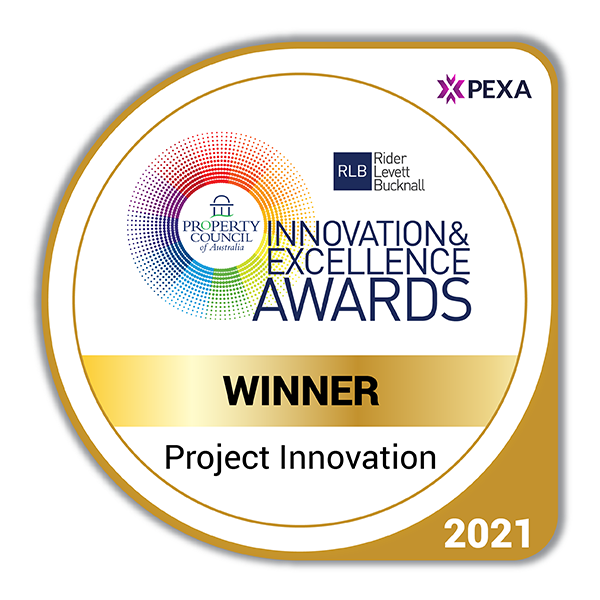 PEXA
RLB
Rider
Levett
Bucknall
PROPERTY
COUNCIL
of Australia
INNOVATION&
EXCELLENCE
AWARDS
WINNER
Project Innovation
2021